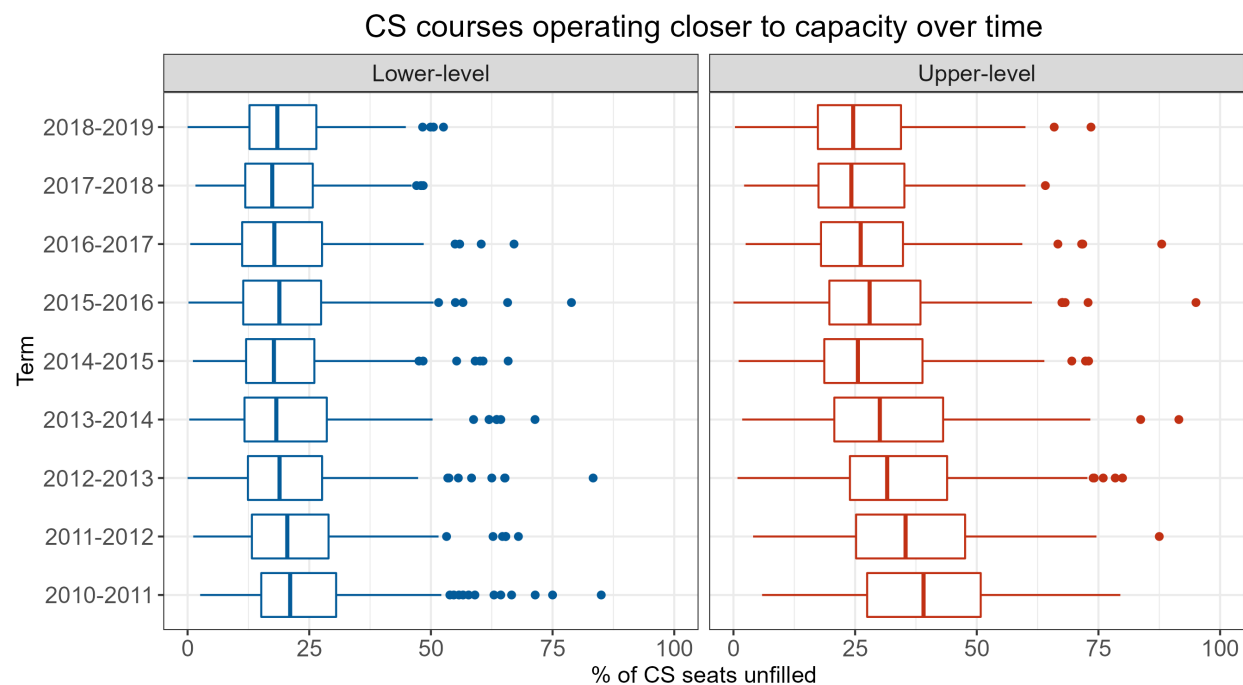 CS courses operating closer to capacity over time
Lower-level
Upper-level
Term
2018-2019
2017-2018
2016-2017
2015-2016
2014-2015
2013-2014
2012-2013
2011-2012
2010-2011
0 25 50 75 100
0 25 50 75 100
% of CS seats unfilled